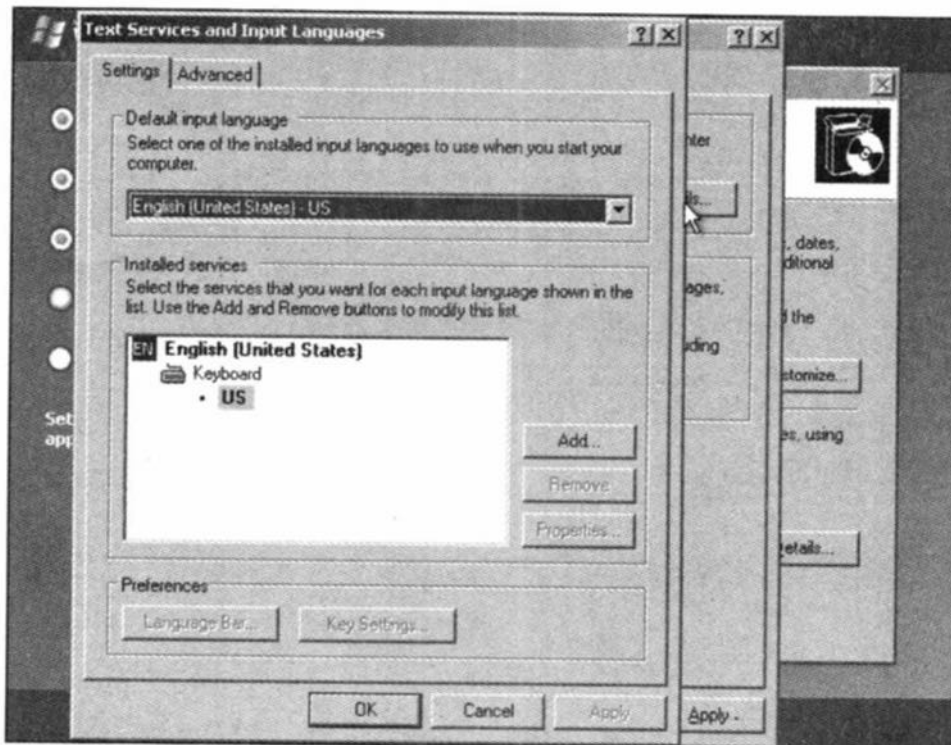 Text Services and Input Languages
Settings
Advanced
Default input language
Select one of the installed input languages to use when you start your
computer.
English (United States) - US
Installed services
Select the services that you want for each input language shown in the
list. Use the Add and Remove buttons to modify this list.
EN English (United States)
Keyboard
• US
Add...
Remove
Properties...
Preferences
Language Bar...
Key Settings...
OK
Cancel
Apply
Apply
, dates,
ditional
ages,
d the
uding
stomize...
es, using
etails...
Set
app